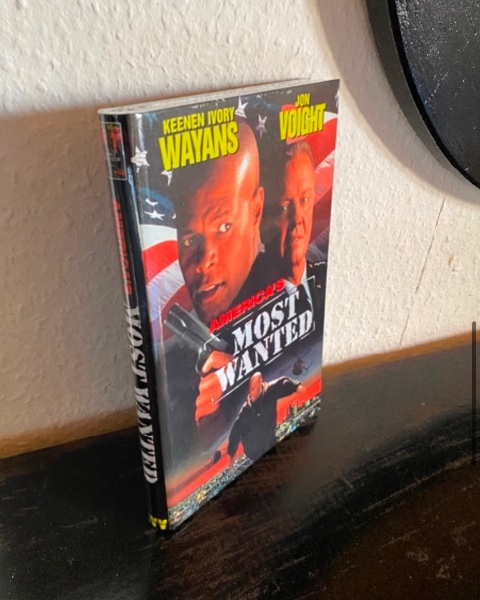 KEENEN IVORY
WAYANS
JON
VOIGHT
AMERICA'S
MOST
WANTED
MOST WANTED